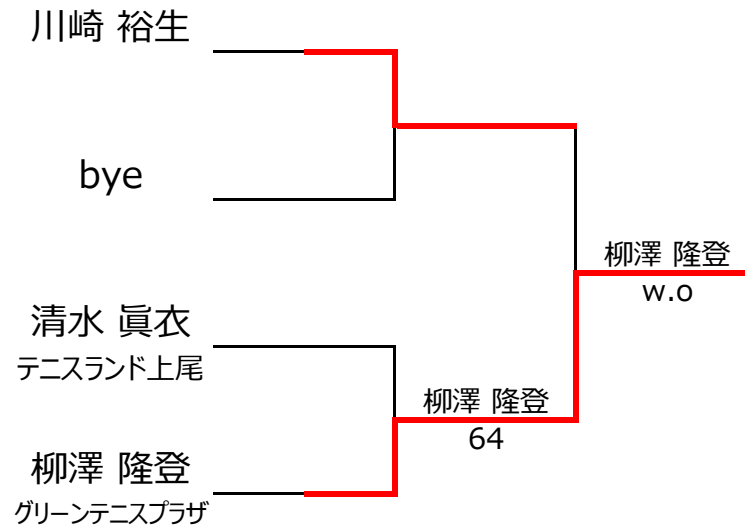 川崎 裕生
bye
清水 眞衣
テニスランド上尾
柳澤 隆登
グリーンテニスプラザ
柳澤 隆登
64
柳澤 隆登
w.o